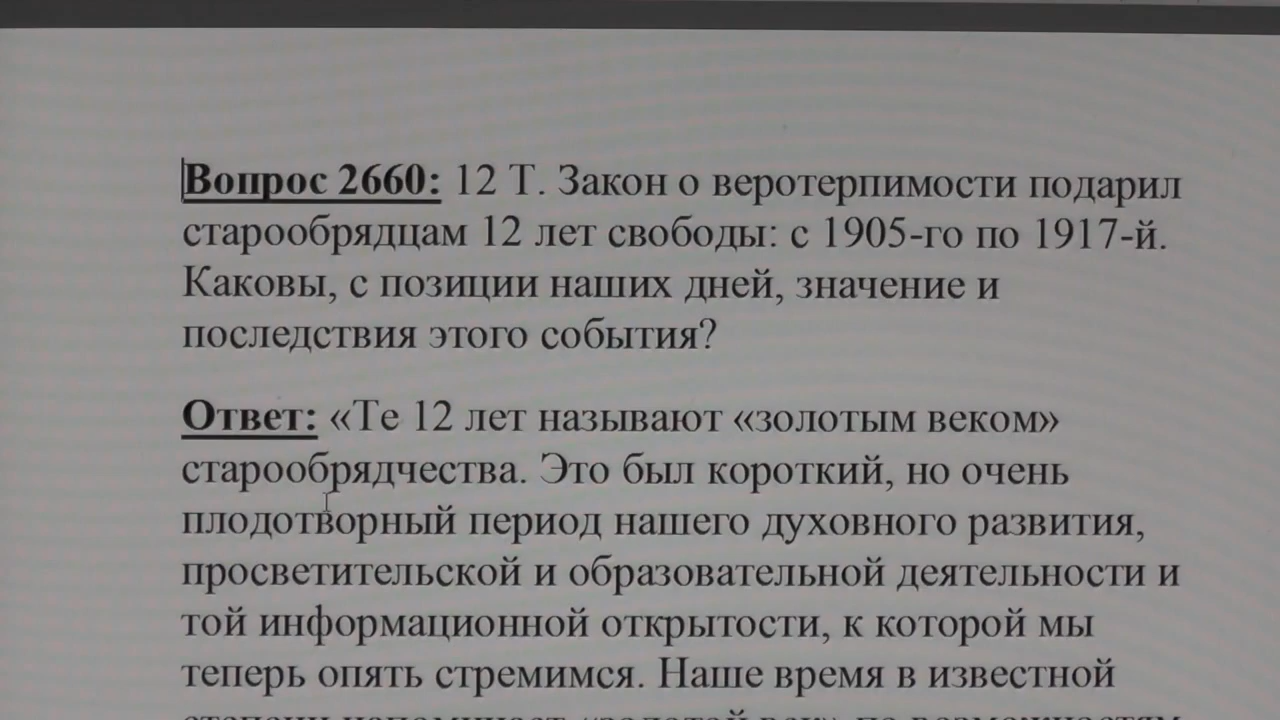 Вопрос 2660: 12 Т. Закон о веротерпимости подарил
старообрядцам 12 лет свободы: с 1905-го по 1917-й.
Каковы, с позиции наших дней, значение и
последствия этого события?
Ответ: «Те 12 лет называют «золотым веком»
старообрядчества. Это был короткий, но очень
плодотворный период нашего духовного развития,
просветительской и образовательной деятельности и
той информационной открытости, к которой мы
теперь опять стремимся. Наше время в известной